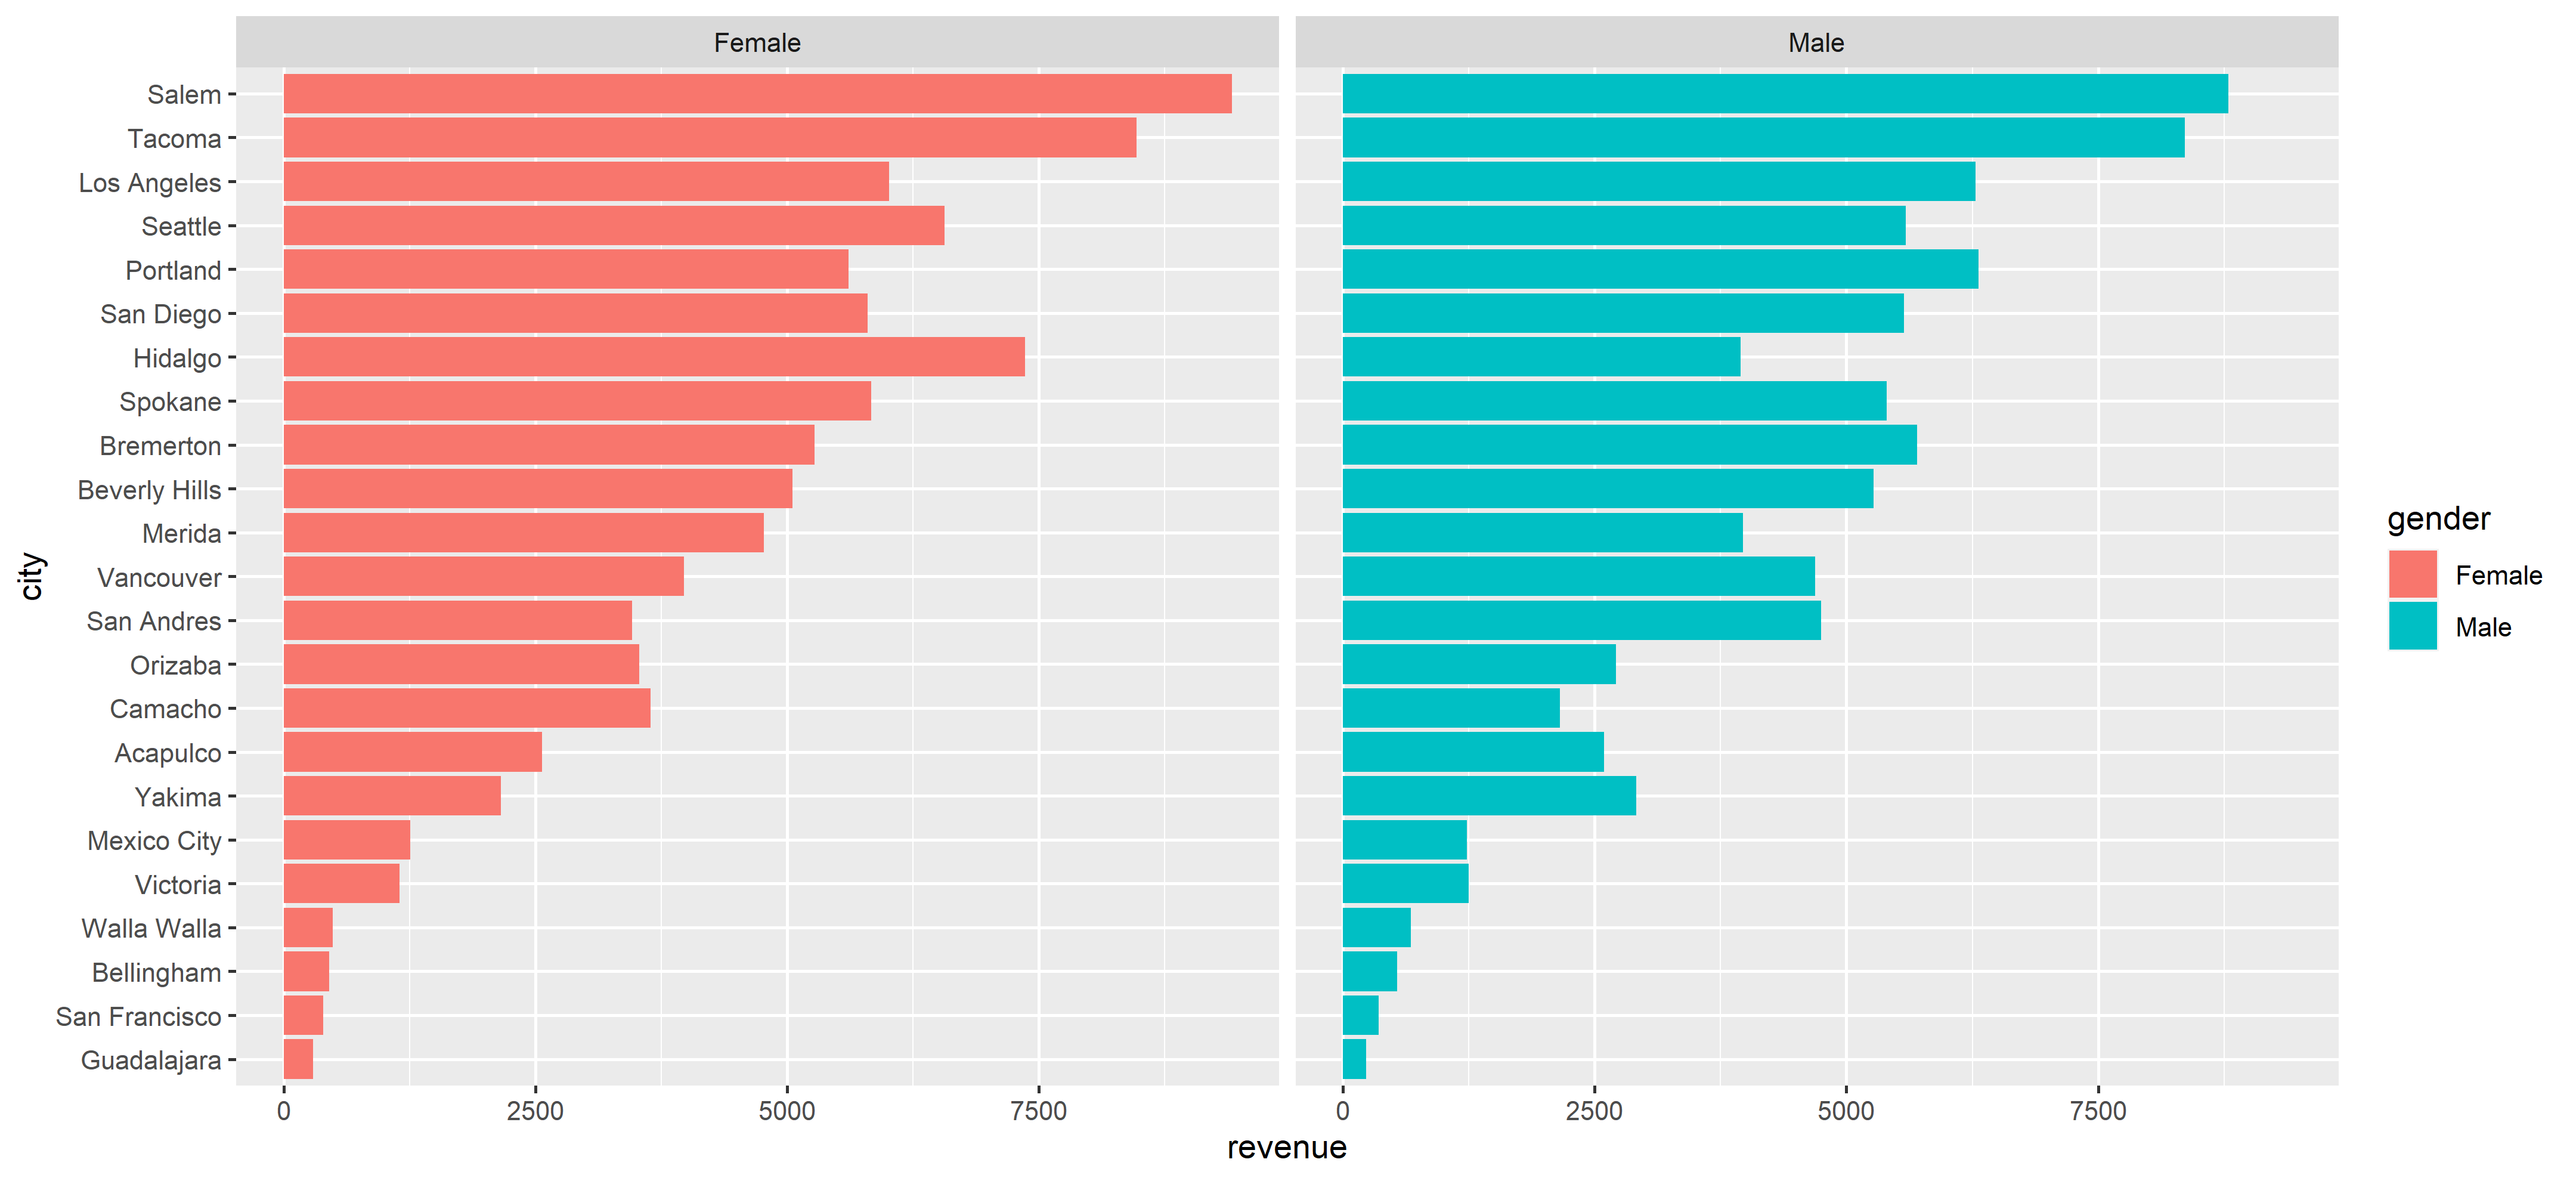 Female
Male
Salem
Tacoma
Los Angeles
Seattle
Portland
San Diego
Hidalgo
Spokane
Bremerton
Beverly Hills
Merida
Vancouver
San Andres
Orizaba
Camacho
Acapulco
Yakima
Mexico City
Victoria
Walla Walla
Bellingham
San Francisco
Guadalajara
city
0 2500 5000 7500
0 2500 5000 7500
revenue
gender
Female
Male